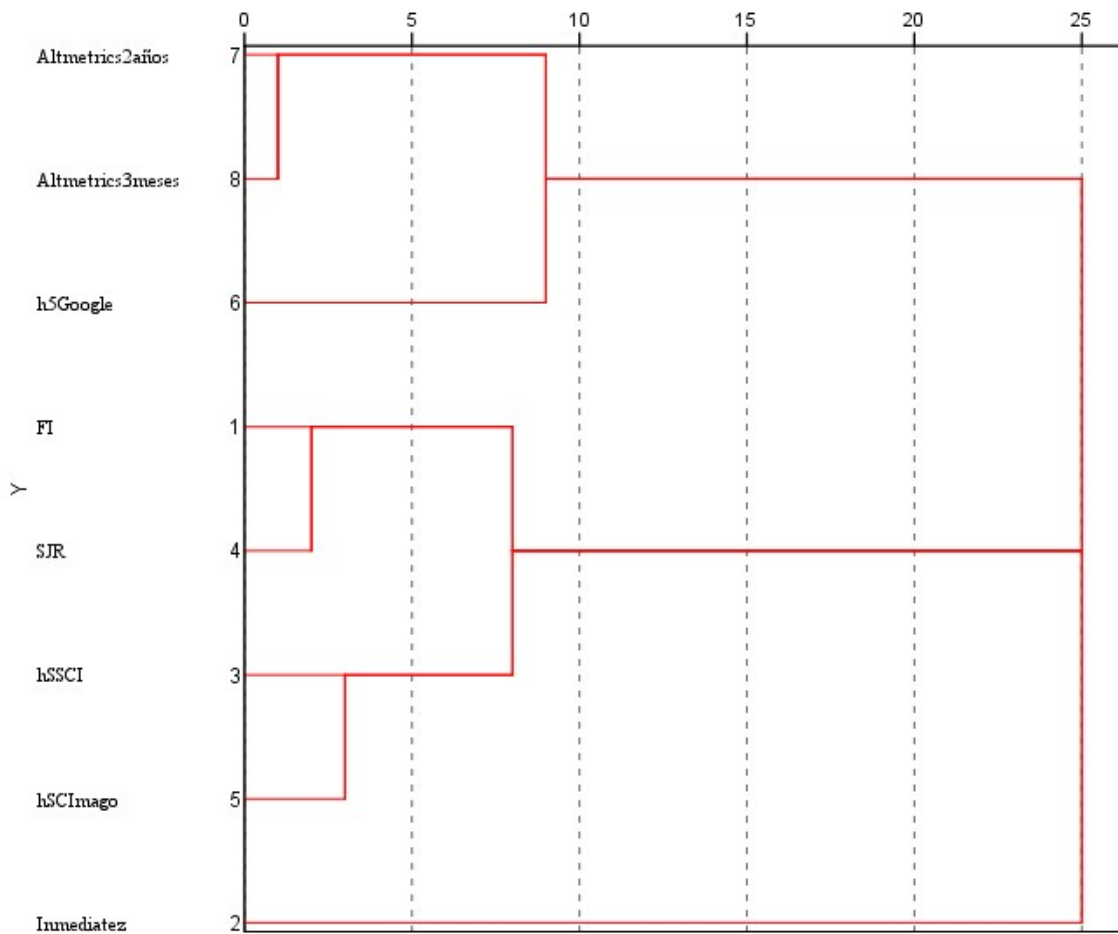 0 5 10 15 20 25
Altmetrics2años 7
Altmetrics3meses 8
h5Google 6
FI 1
Y
SJR 4
hSSCI 3
hSCImago 5
Inmediatez 2